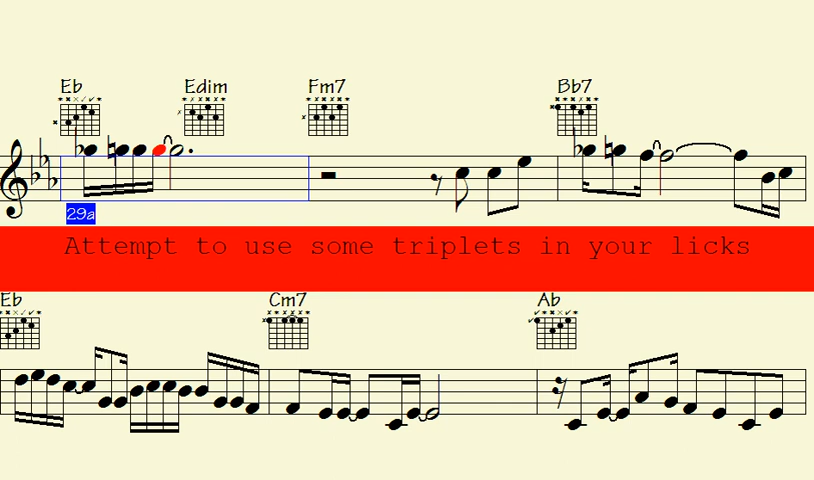 Eb Edim Fm7 Bb7
29a
Attempt to use some triplets in your licks
Eb Cm7 Ab